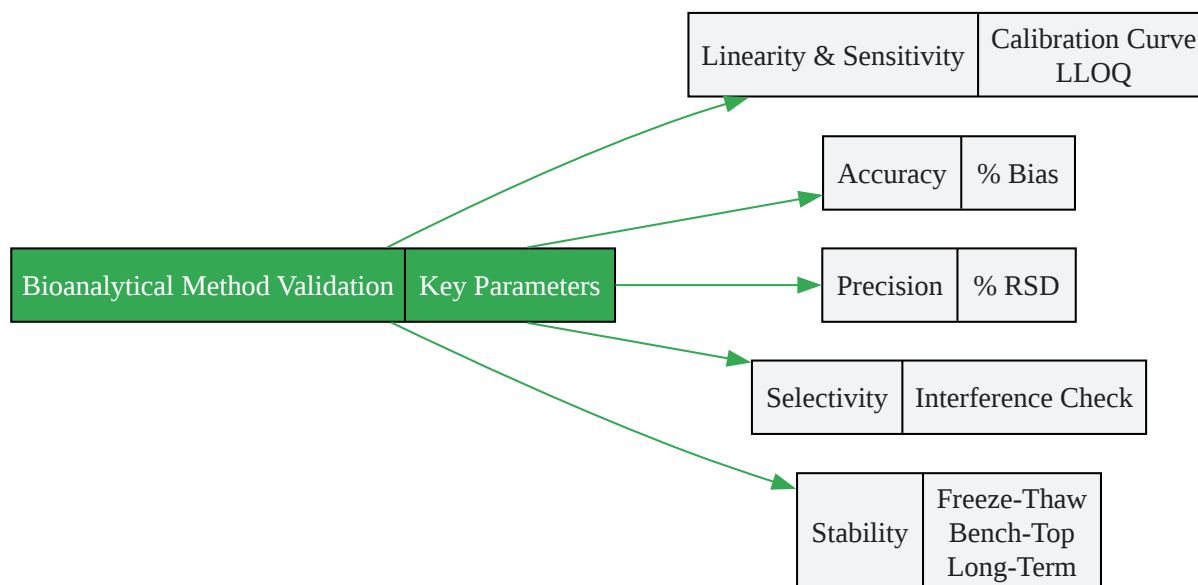 Linearity & Sensitivity
Calibration Curve
LLOQ
Accuracy
% Bias
Bioanalytical Method Validation
Key Parameters
Precision
% RSD
Selectivity
Interference Check
Stability
Freeze-Thaw
Bench-Top
Long-Term